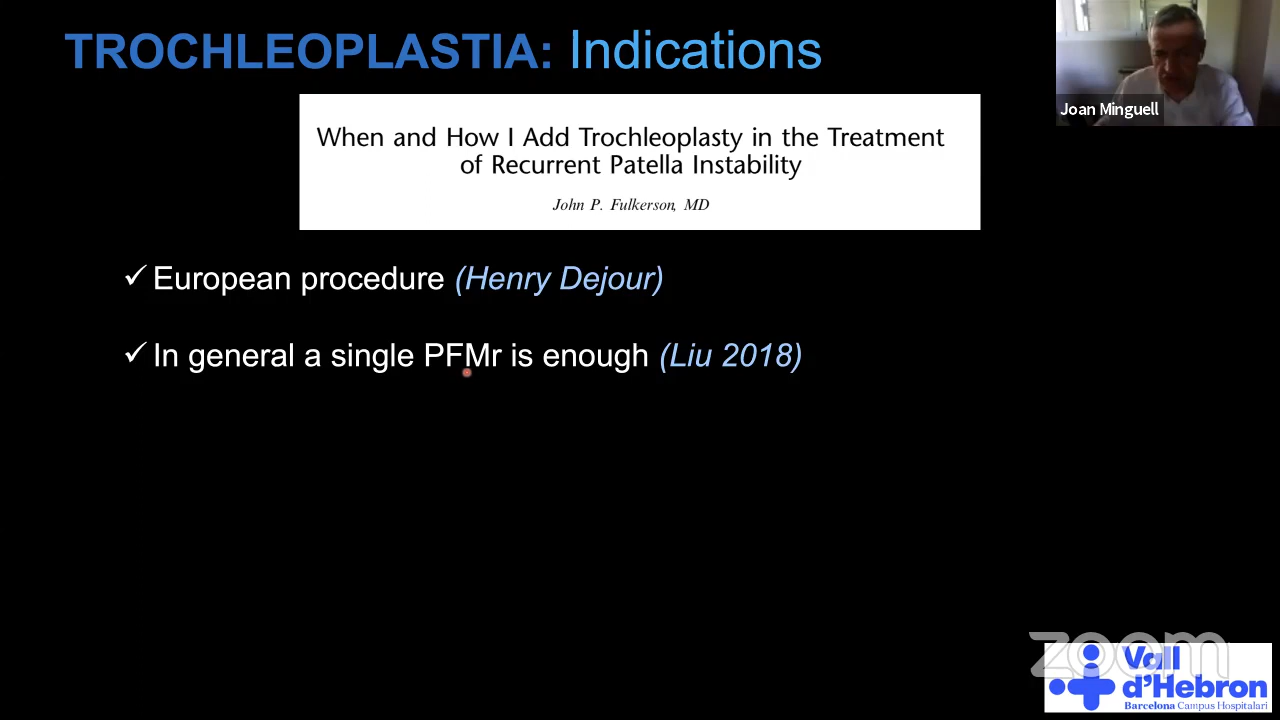 TROCHLEOPLASTIA: Indications
Joan Minguell
When and How I Add Trochleoplasty in the Treatment
of Recurrent Patella Instability
John P. Fulkerson, MD
✓ European procedure (Henry Dejour)
✓ In general a single PFMr is enough (Liu 2018)
zoom
Vall
d'Hebron
Barcelona Campus Hospitalari